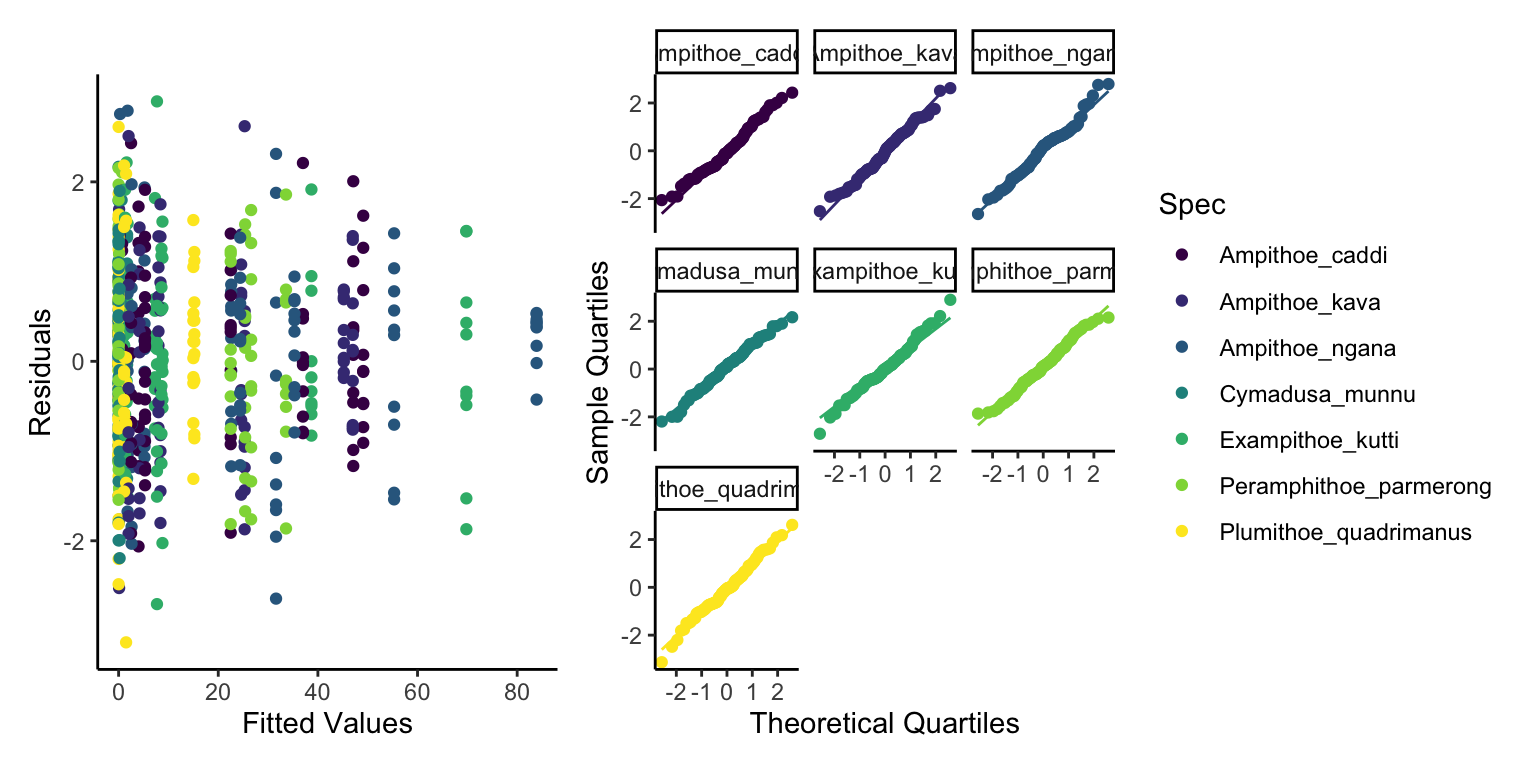 Residuals
2
0
-2
0 20 40 60 80
Fitted Values
Sample Quartiles
mpithoe_cadd Ampithoe_kava mpithoe_ngan
2
0
-2
madusa_mun xampithoe_ku phithoe_parm
2
0
-2
-2 -1 0 1 2 -2 -1 0 1 2
thoe_quadrim
2
0
-2
-2 -1 0 1 2
Theoretical Quartiles
Spec
Ampithoe_caddi
Ampithoe_kava
Ampithoe_ngana
Cymadusa_munnu
Exampithoe_kutti
Peramphithoe_parmerong
Plumithoe_quadrimanus